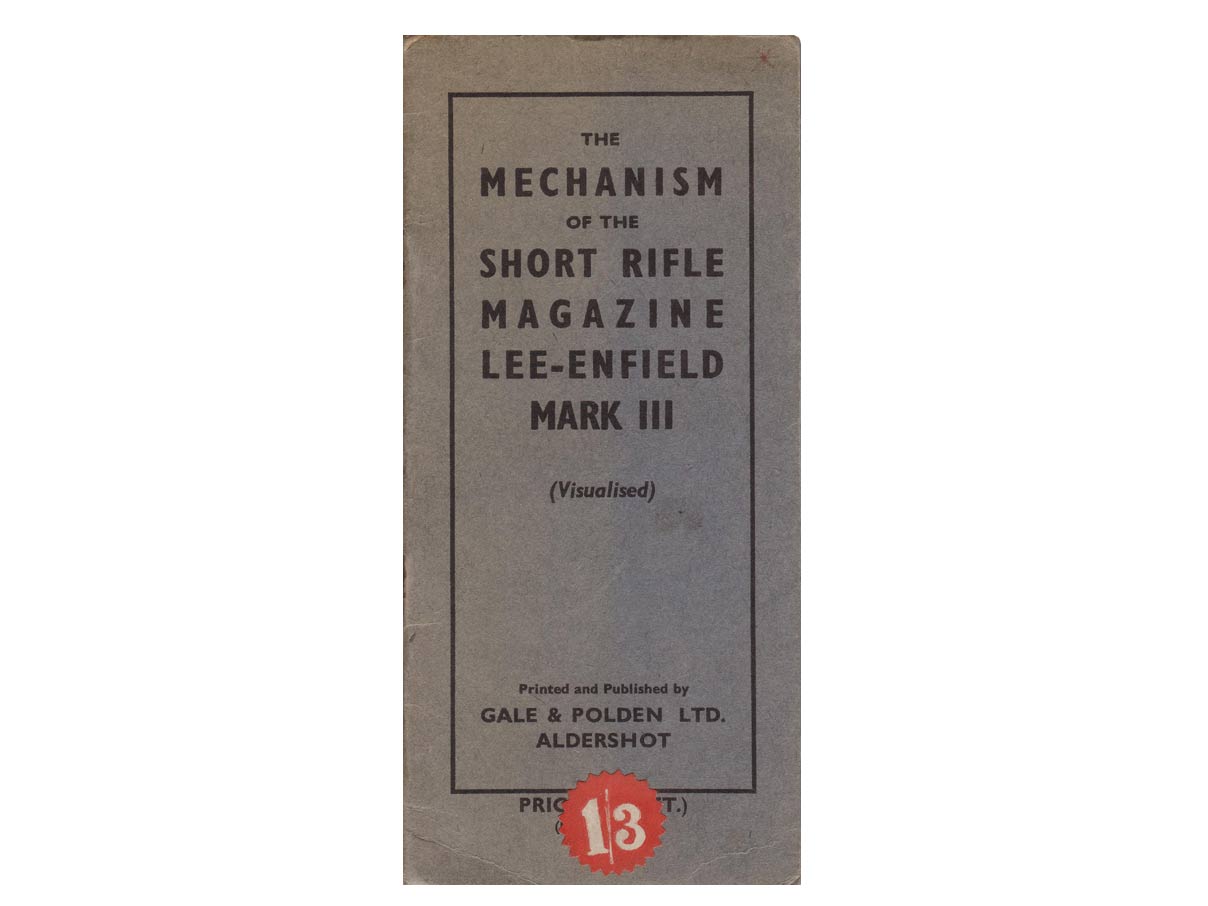 THE
MECHANISM
OF THE
SHORT RIFLE
MAGAZINE
LEE-ENFIELD
MARK III
(Visualised)
Printed and Published by
GALE & POLDEN LTD.
ALDERSHOT
1/3